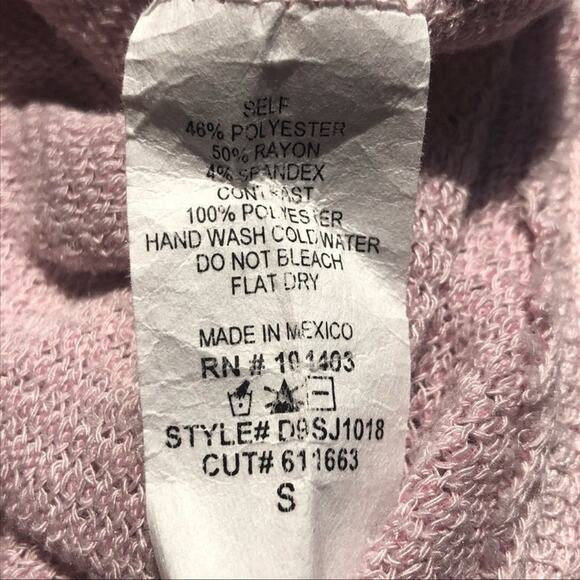 SELF
46% POLYESTER
50% RAYON
4% SPANDEX
CONTRAST
100% POLYESTER
HAND WASH COLD WATER
DO NOT BLEACH
FLAT DRY
MADE IN MEXICO
RN #
STYLE# D9SJ1018
CUT# 611663
S